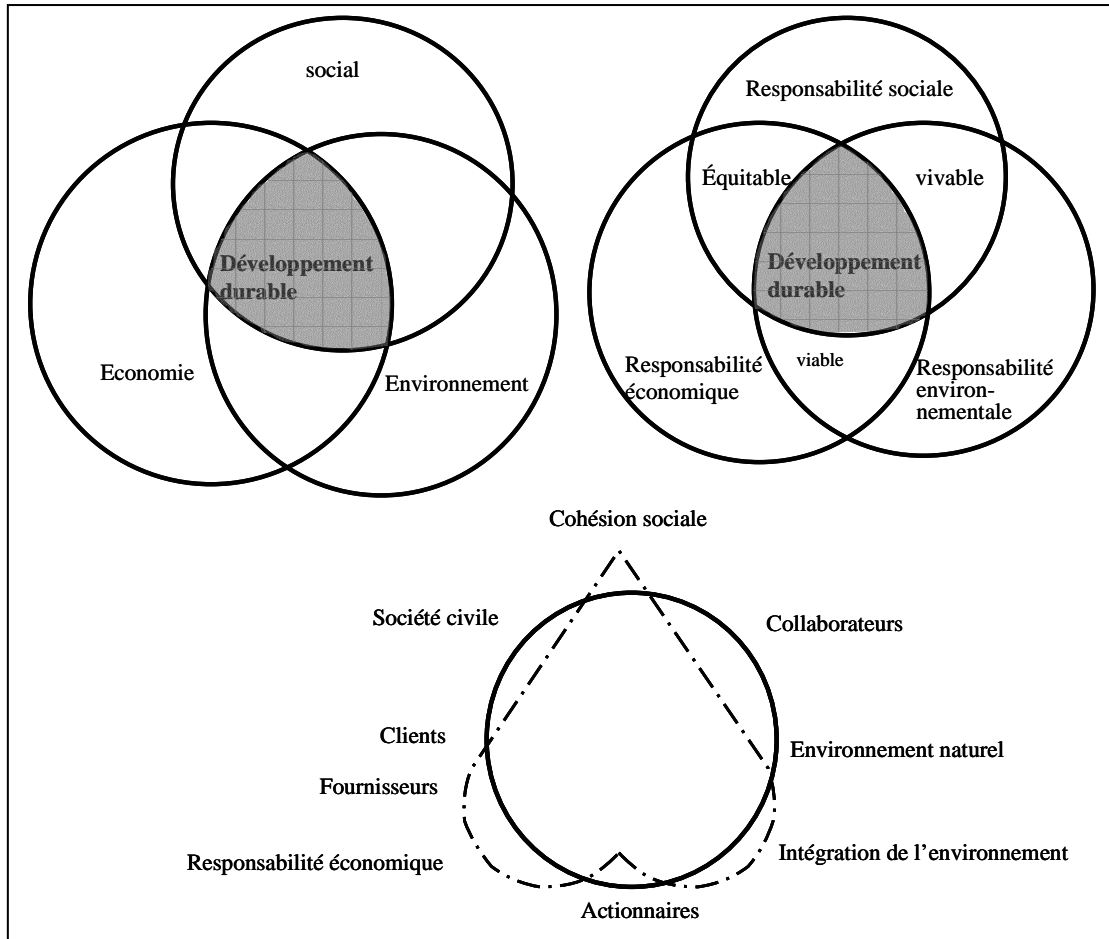 social
Développement
durable
Economie
Environnement
Responsabilité sociale
Équitable
vivable
Développement
durable
Responsabilité
économique
viable
Responsabilité
environ-
nementale
Cohésion sociale
Société civile
Collaborateurs
Clients
Environnement naturel
Fournisseurs
Responsabilité économique
Intégration de l’environnement
Actionnaires